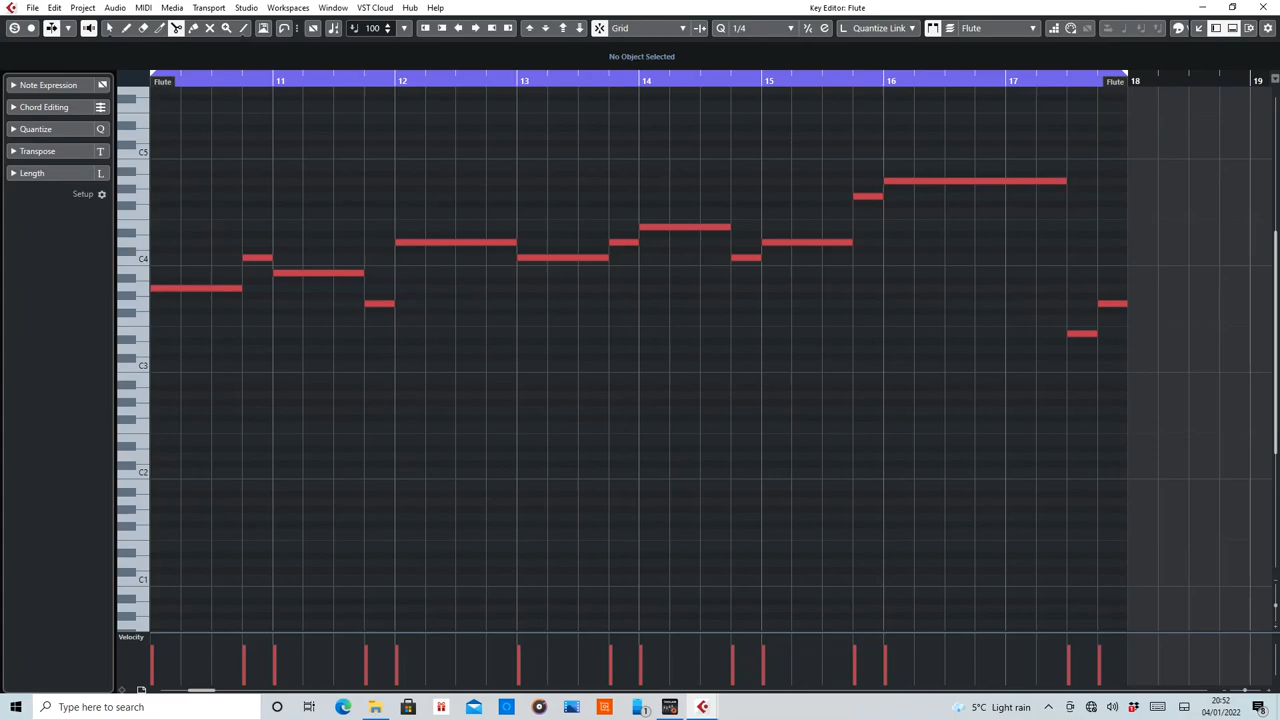 File Edit Project Audio MIDI Media Transport Studio Workspaces Window VST Cloud Hub Help
Key Editor: Flute
S 100 Grid Q 1/4 Quantize Link Flute
No Object Selected
Flute 11 12 13 14 15 16 17 Flute 18 19
Note Expression
Chord Editing
Quantize Q
Transpose T
Length L
Setup
C5
C4
C3
C2
C1
Velocity
Type here to search
1
5°C Light rain
20:52
04/01/2022
8